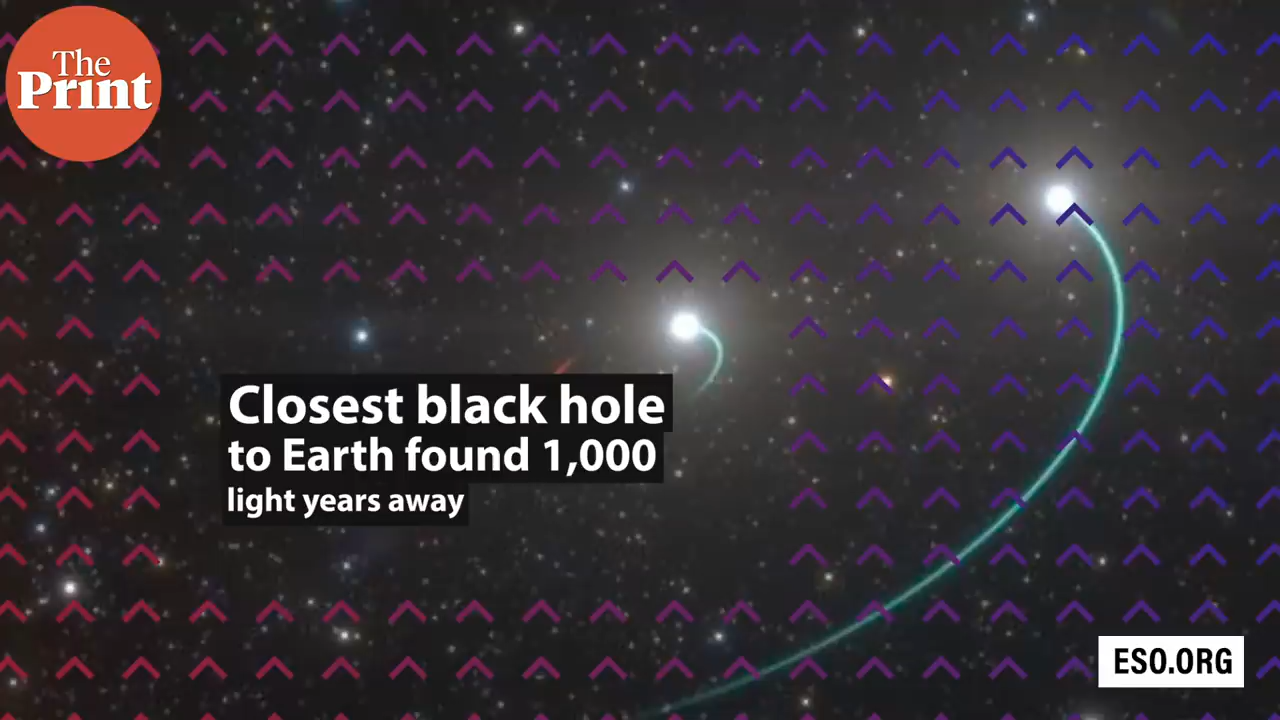 The
Print
Closest black hole
to Earth found 1,000
light years away
ESO.ORG